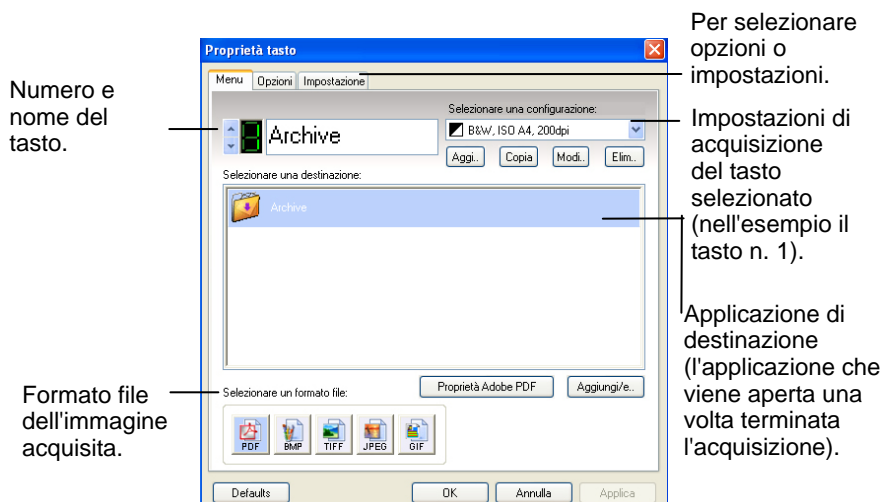 Per selezionare
opzioni o
impostazioni.
Proprietà tasto
Menu Opzioni Impostazione
Numero e
nome del
tasto.
Selezionare una configurazione:
Archive
B&W, ISO A4, 200dpi
Aggi.. Copia Modi.. Elim..
Impostazioni di
acquisizione
del tasto
selezionato
(nell'esempio il
tasto n. 1).
Selezionare una destinazione:
Archive
Applicazione di
destinazione
(l'applicazione che
viene aperta una
volta terminata
l'acquisizione).
Proprietà Adobe PDF Aggiungi/e..
Formato file
dell'immagine
acquisita.
Selezionare un formato file:
PDF BMP TIFF JPEG GIF
Defaults OK Annulla Applica